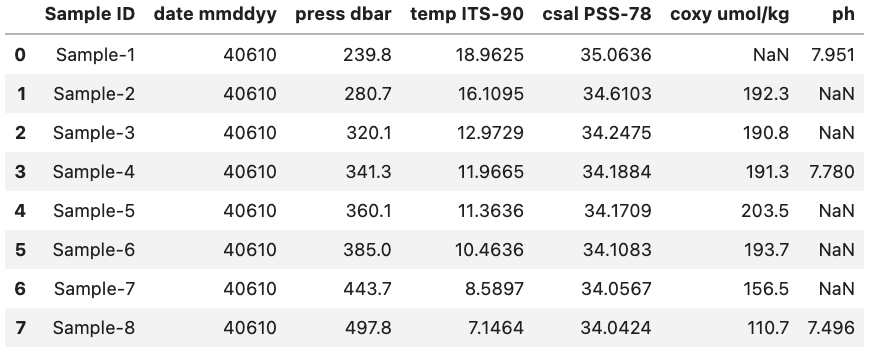 Sample ID date mmddyy press dbar temp ITS-90 csal PSS-78 coxy umol/kg ph
0 Sample-1 40610 239.8 18.9625 35.0636 NaN 7.951
1 Sample-2 40610 280.7 16.1095 34.6103 192.3 NaN
2 Sample-3 40610 320.1 12.9729 34.2475 190.8 NaN
3 Sample-4 40610 341.3 11.9665 34.1884 191.3 7.780
4 Sample-5 40610 360.1 11.3636 34.1709 203.5 NaN
5 Sample-6 40610 385.0 10.4636 34.1083 193.7 NaN
6 Sample-7 40610 443.7 8.5897 34.0567 156.5 NaN
7 Sample-8 40610 497.8 7.1464 34.0424 110.7 7.496